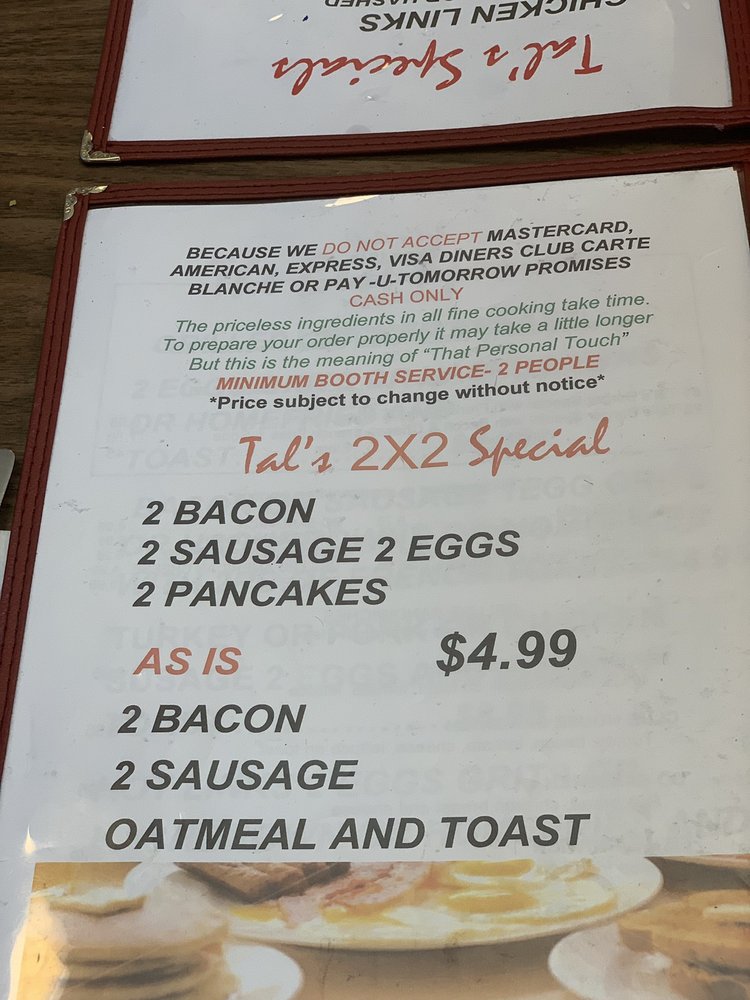 CHICKEN LINKS
Tal's Specials
BECAUSE WE DO NOT ACCEPT MASTERCARD,
AMERICAN, EXPRESS, VISA DINERS CLUB CARTE
BLANCHE OR PAY -U-TOMORROW PROMISES
CASH ONLY
The priceless ingredients in all fine cooking take time.
To prepare your order properly it may take a little longer
But this is the meaning of "That Personal Touch"
MINIMUM BOOTH SERVICE- 2 PEOPLE
*Price subject to change without notice*
Tal's 2X2 Special
2 BACON
2 SAUSAGE 2 EGGS
2 PANCAKES
AS IS $4.99
2 BACON
2 SAUSAGE
OATMEAL AND TOAST